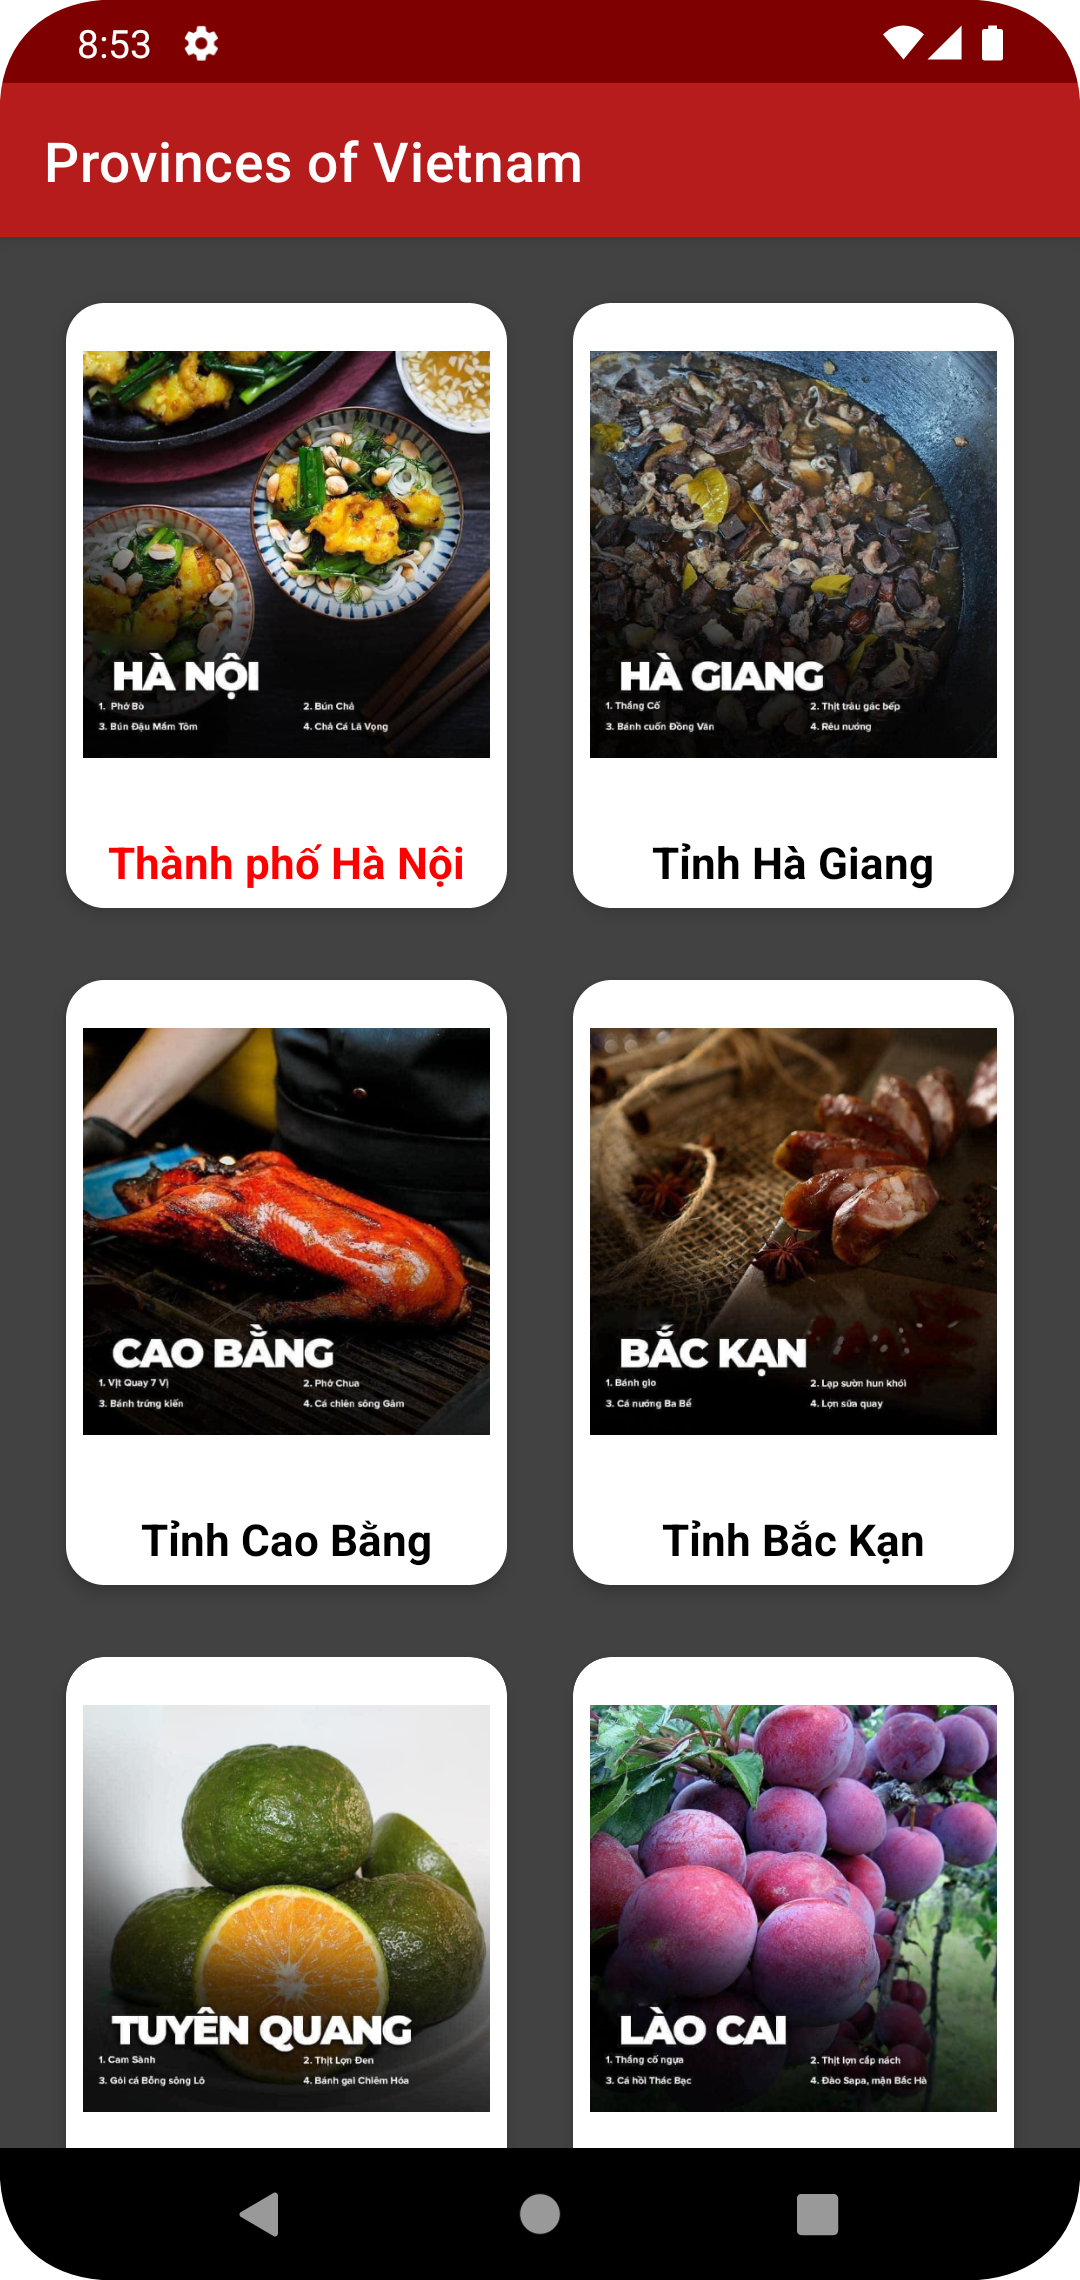 8:53
Provinces of Vietnam
HÀ NỘI
1. Phở Bò
2. Bún Chả
3. Bún Đậu Mắm Tôm
4. Chả Cá Lã Vọng
Thành phố Hà Nội
HÀ GIANG
1. Thắng Cố
2. Thịt trâu gác bếp
3. Bánh cuốn Đồng Văn
4. Rêu nướng
Tỉnh Hà Giang
CAO BẰNG
1. Vịt Quay 7 Vị
2. Phở Chua
3. Bánh trứng kiến
4. Cá chiên sông Gâm
Tỉnh Cao Bằng
BẮC KẠN
1. Bánh gio
2. Lạp sườn hun khói
3. Cá nướng Ba Bể
4. Lợn sữa quay
Tỉnh Bắc Kạn
TUYÊN QUANG
1. Cam Sành
2. Thịt Lợn Đen
3. Gỏi cá Bỗng sông Lô
4. Bánh gai Chiêm Hóa
LÀO CAI
1. Thắng cố ngựa
2. Thịt lợn cắp nách
3. Cá hồi Thác Bạc
4. Đào Sapa, mận Bắc Hà